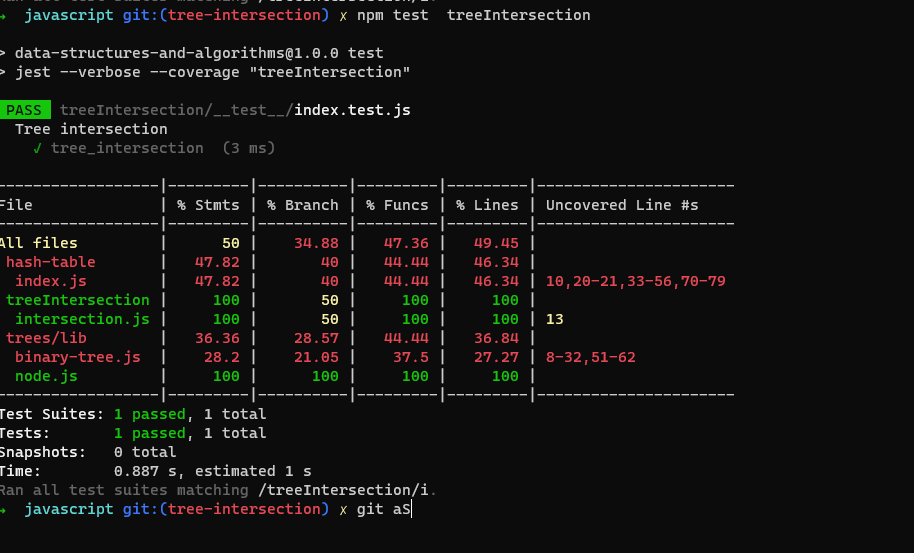 Ran all test suites matching /treeIntersection/i.
→ javascript git:(tree-intersection) ✗ npm test  treeIntersection
> data-structures-and-algorithms@1.0.0 test
> jest --verbose --coverage "treeIntersection"
PASS treeIntersection/__test__/index.test.js
Tree intersection
✓ tree_intersection (3 ms)
-----------------|---------|----------|---------|---------|----------------------
File | % Stmts | % Branch | % Funcs | % Lines | Uncovered Line #s
-----------------|---------|----------|---------|---------|----------------------
All files | 50 | 34.88 | 47.36 | 49.45 |
hash-table | 47.82 | 40 | 44.44 | 46.34 |
index.js | 47.82 | 40 | 44.44 | 46.34 | 10,20-21,33-56,70-79
treeIntersection | 100 | 50 | 100 | 100 |
intersection.js | 100 | 50 | 100 | 100 | 13
trees/lib | 36.36 | 28.57 | 44.44 | 36.84 |
binary-tree.js | 28.2 | 21.05 | 37.5 | 27.27 | 8-32,51-62
node.js | 100 | 100 | 100 | 100 |
-----------------|---------|----------|---------|---------|----------------------
Test Suites: 1 passed, 1 total
Tests: 1 passed, 1 total
Snapshots: 0 total
Time: 0.887 s, estimated 1 s
Ran all test suites matching /treeIntersection/i.
→ javascript git:(tree-intersection) ✗ git aS